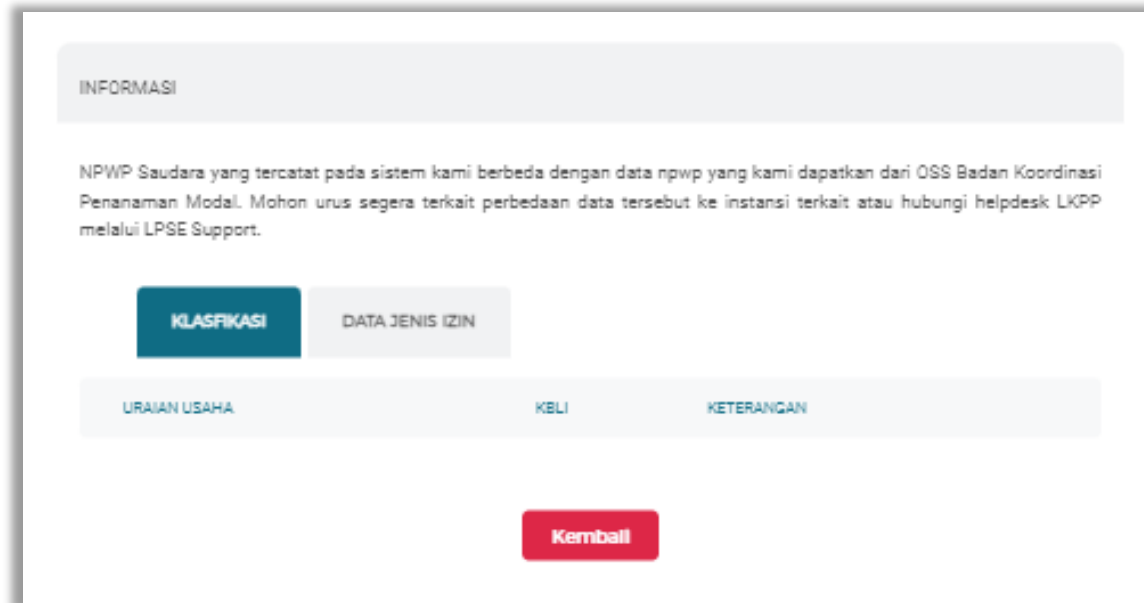 INFORMASI
NPWP Saudara yang tercatat pada sistem kami berbeda dengan data npwp yang kami dapatkan dari OSS Badan Koordinasi
Penanaman Modal. Mohon urus segera terkait perbedaan data tersebut ke instansi terkait atau hubungi helpdesk LKPP
melalui LPSE Support.
KLASFIKASI DATA JENIS IZIN
URAIAN USAHA KBLI KETERANGAN
Kembali